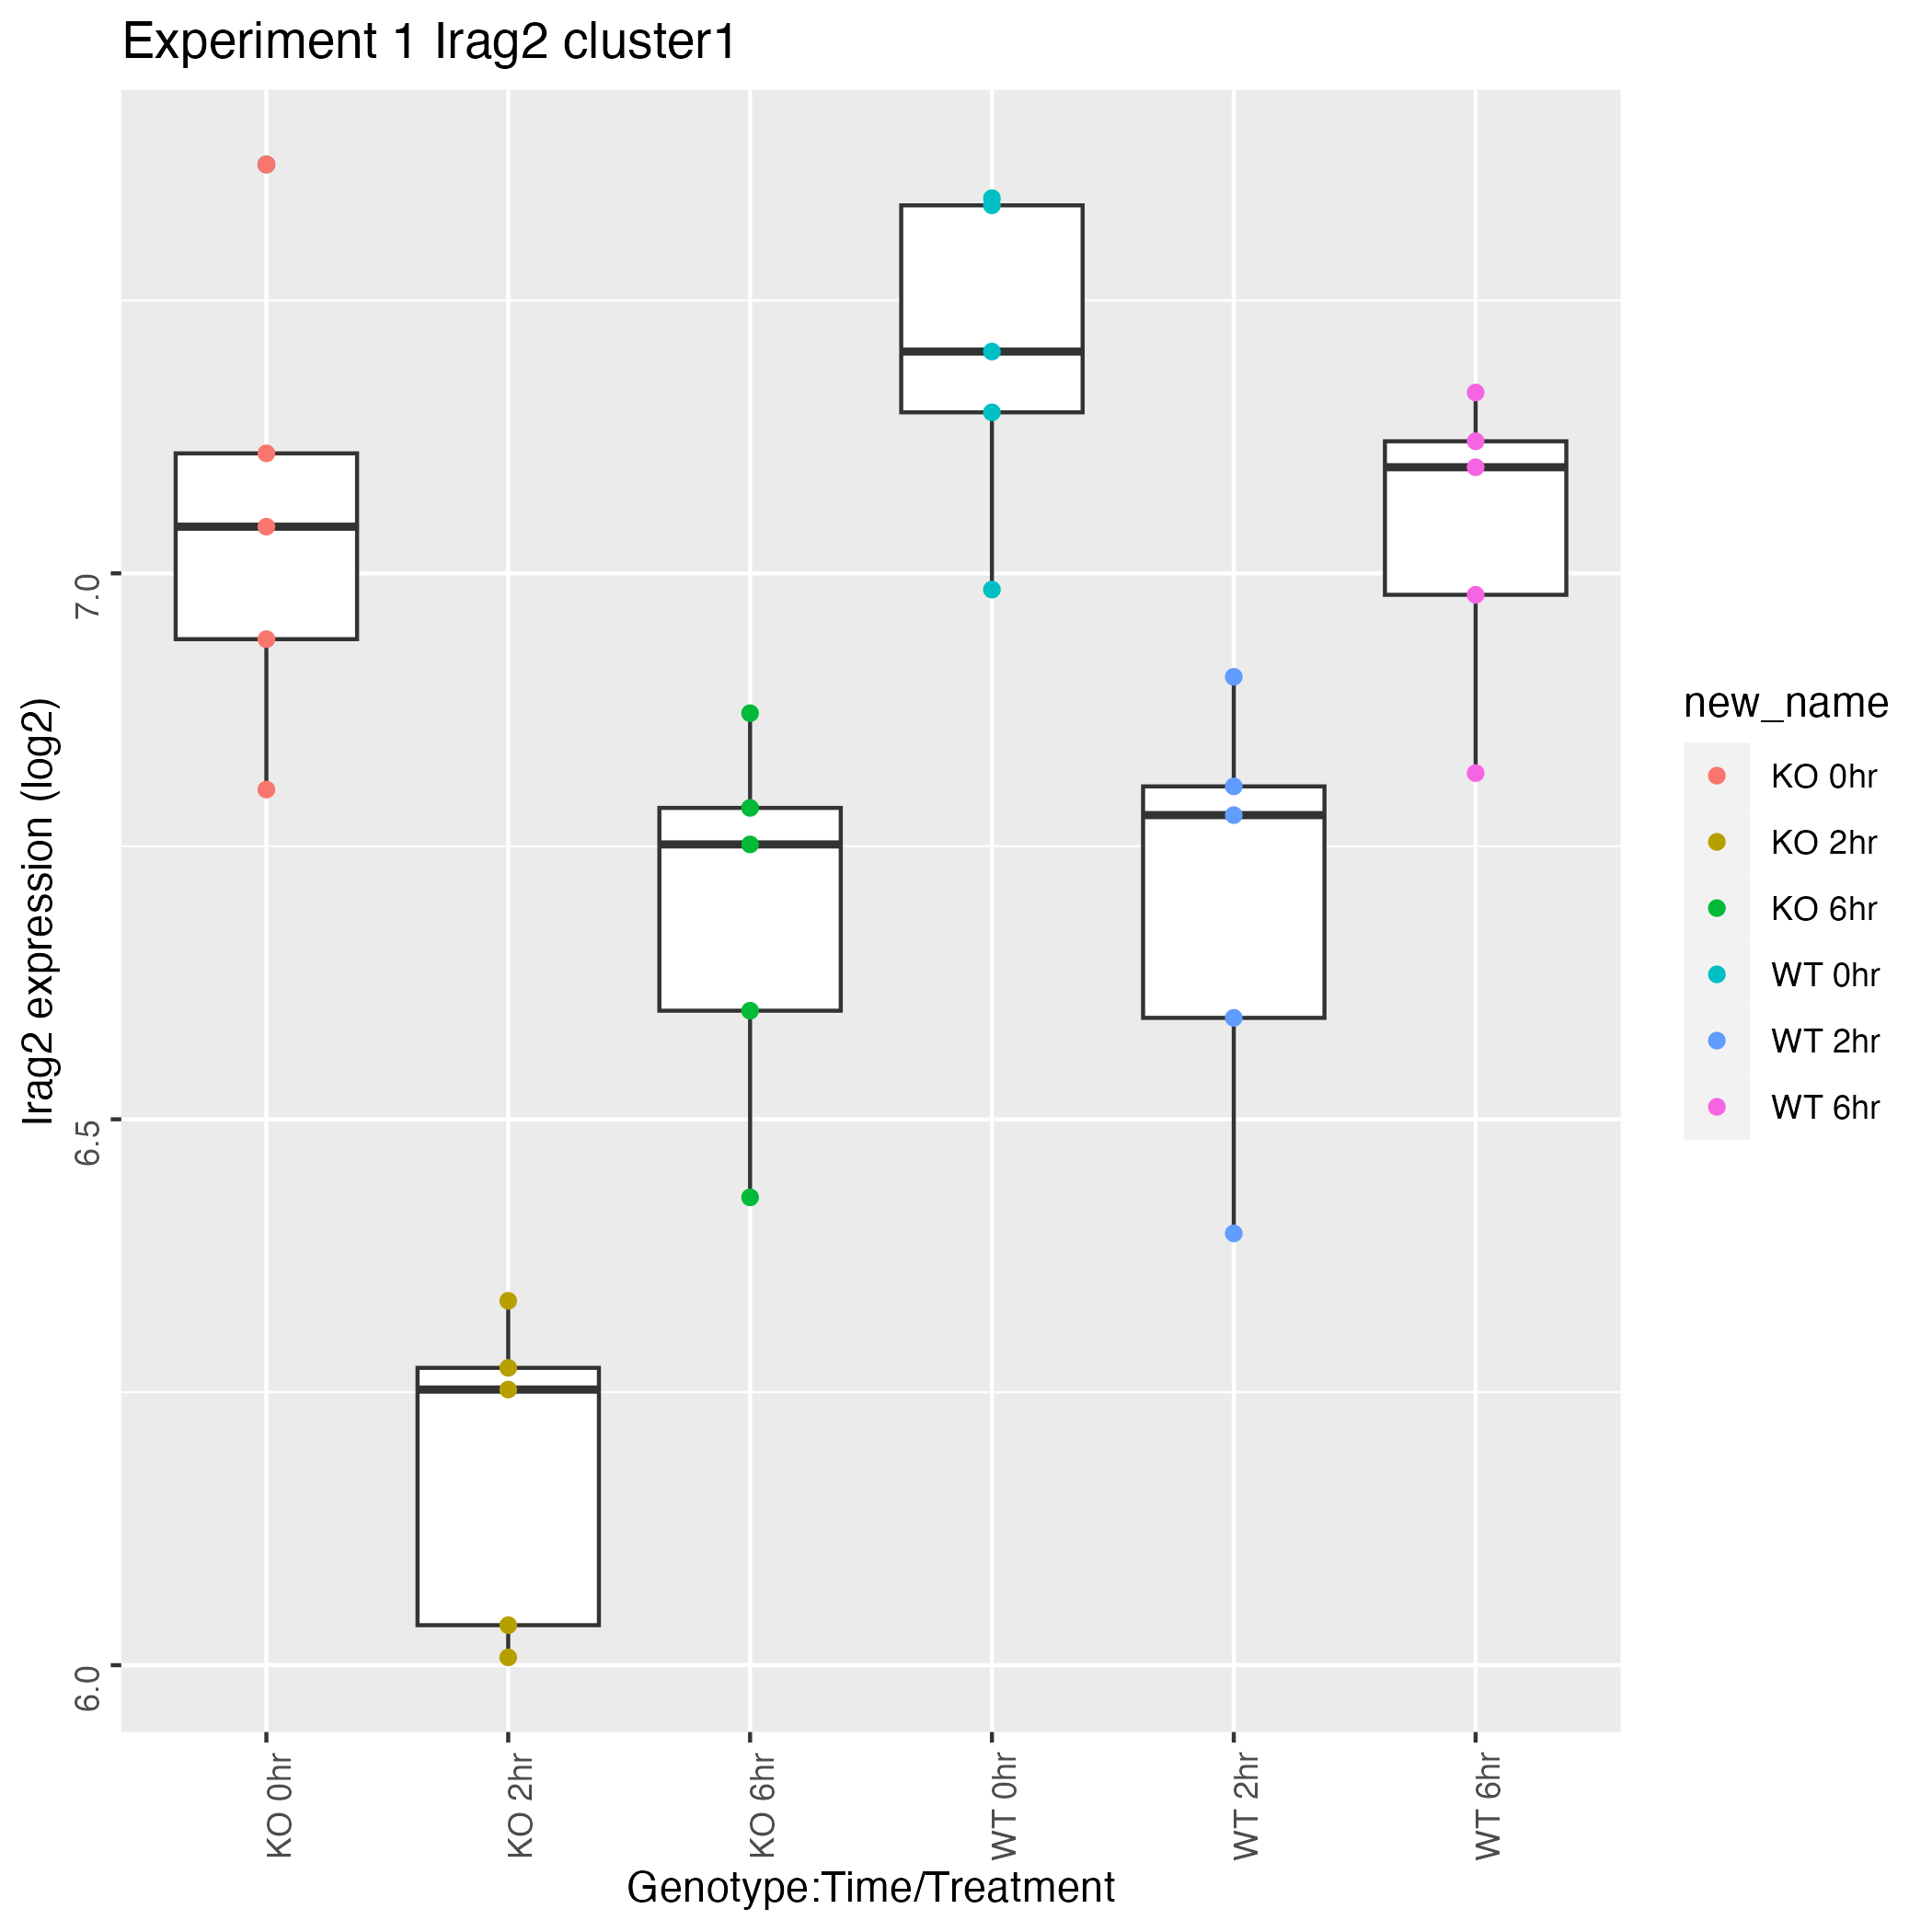 Experiment 1 Irag2 cluster1
Irag2 expression (log2)
7.0
6.5
6.0
KO 0hr
KO 2hr
KO 6hr
WT 0hr
WT 2hr
WT 6hr
Genotype:Time/Treatment
new_name
KO 0hr
KO 2hr
KO 6hr
WT 0hr
WT 2hr
WT 6hr